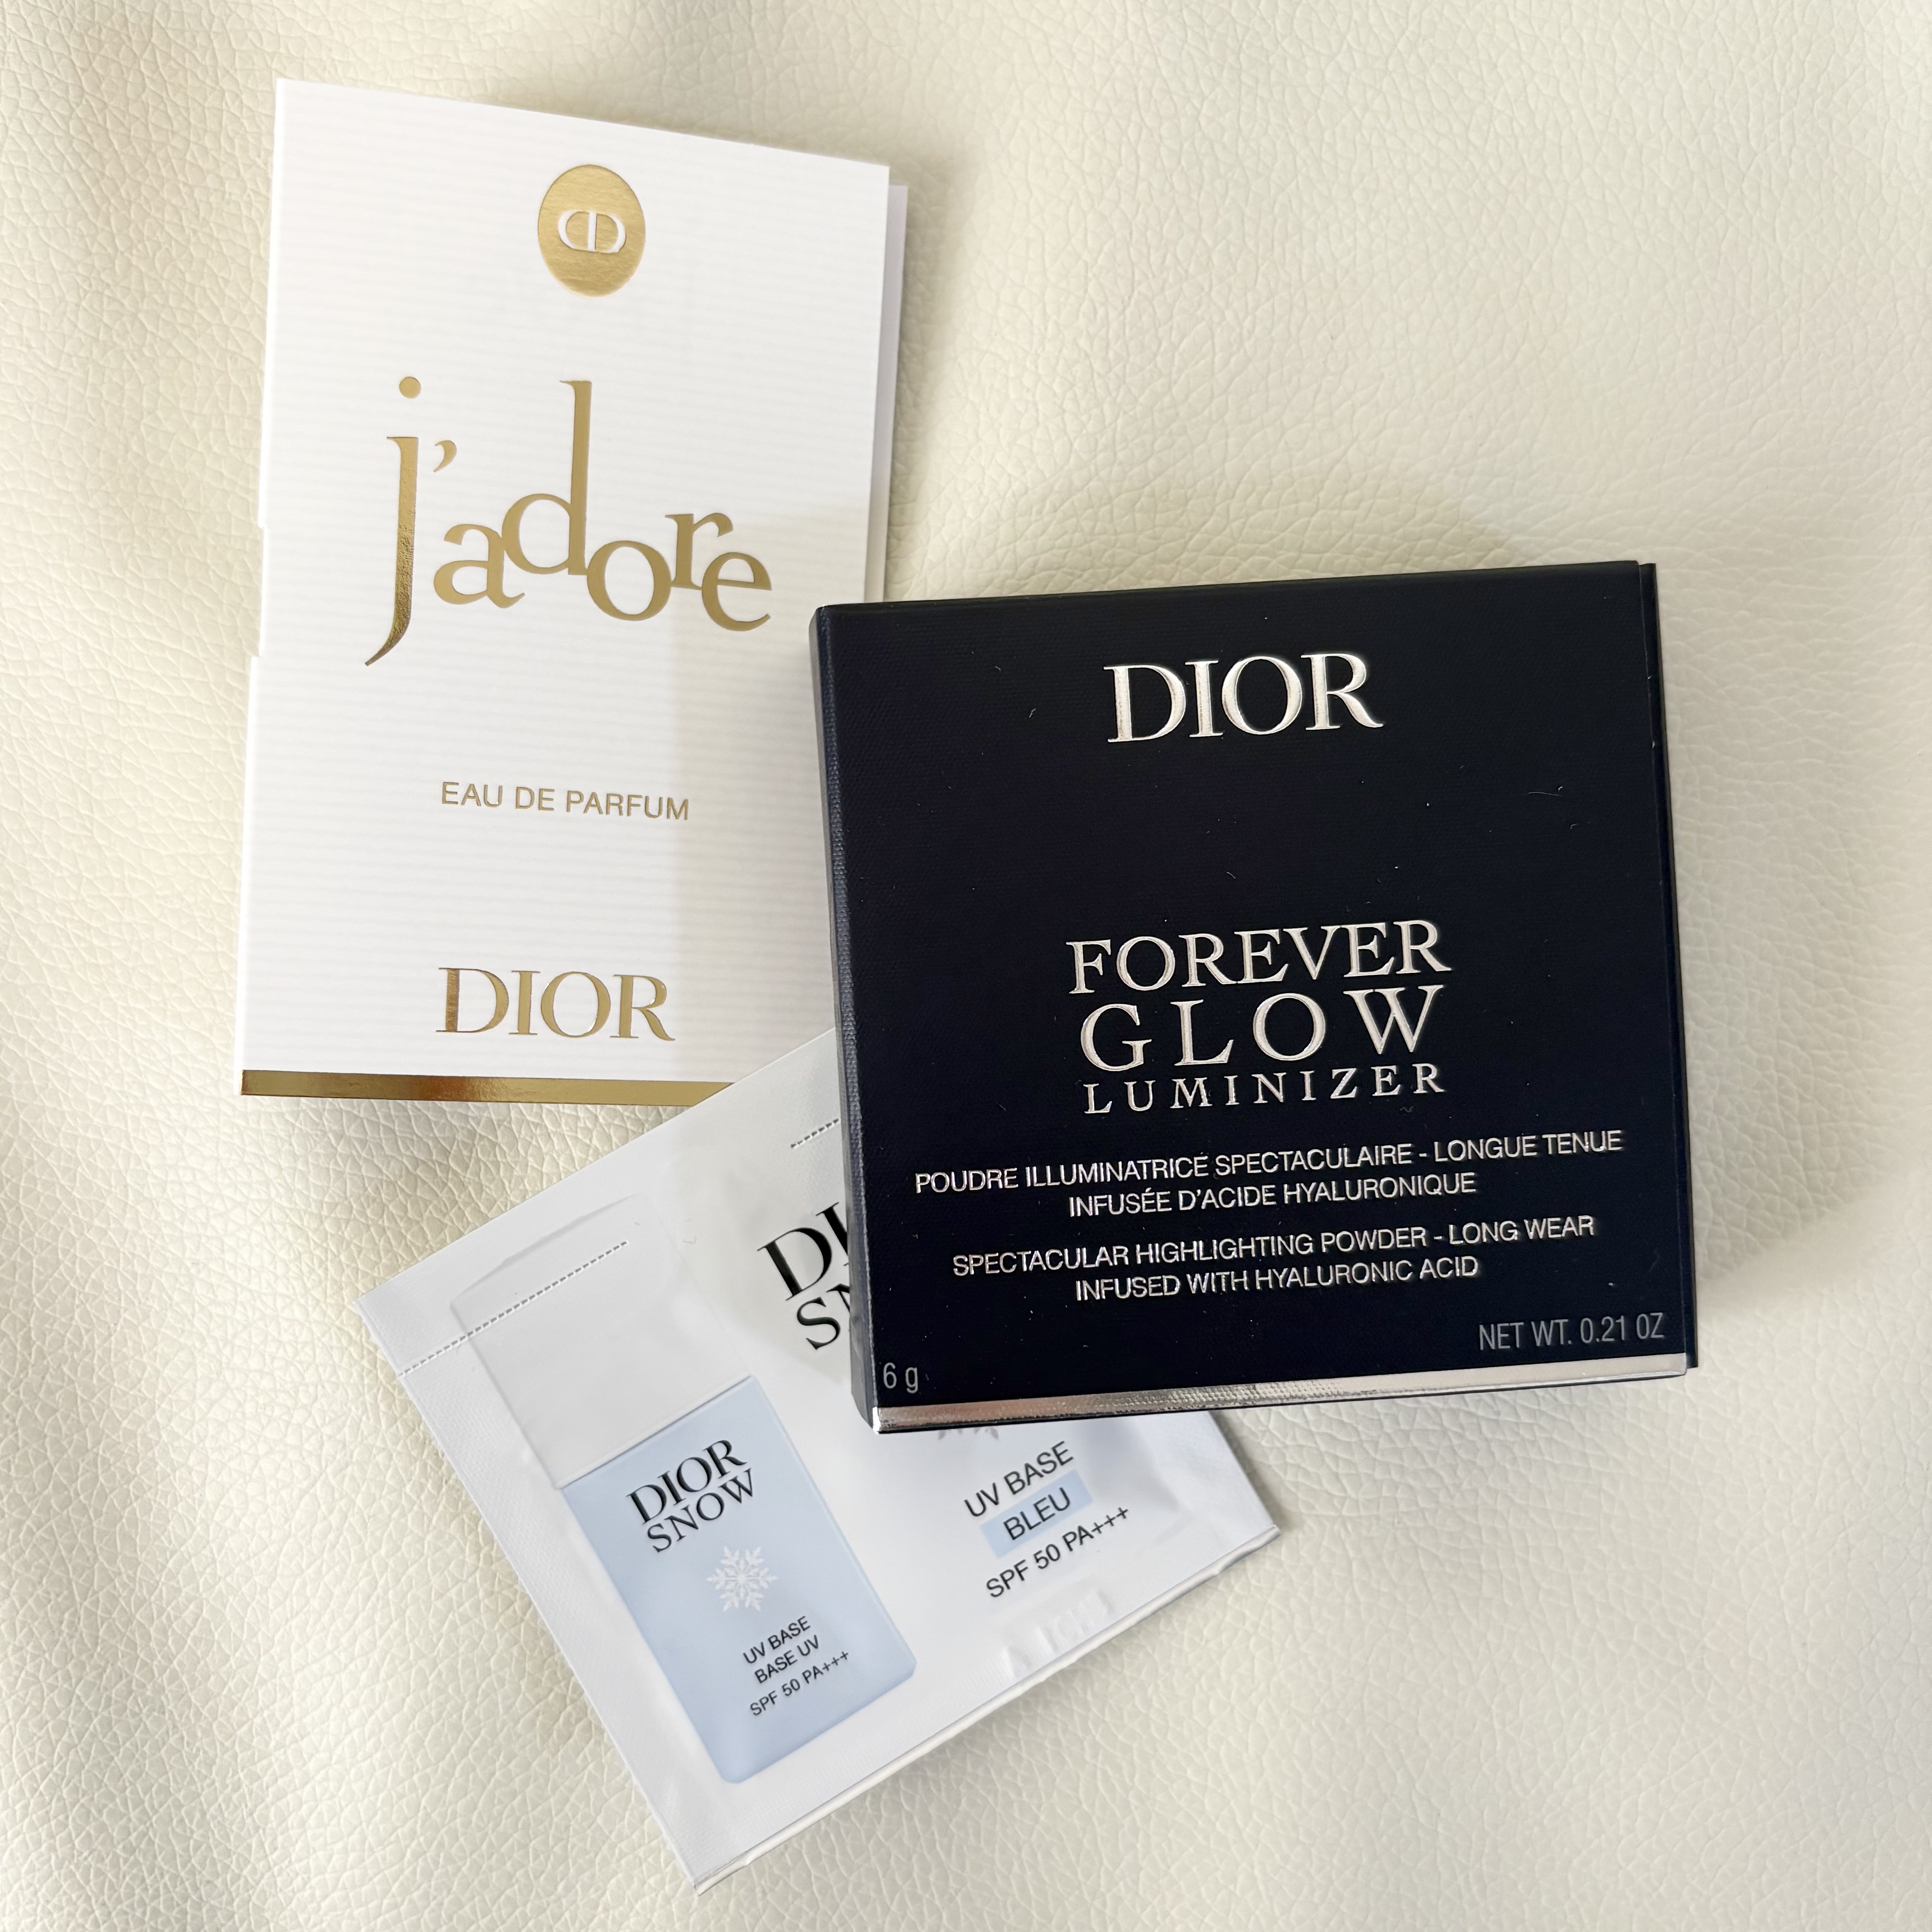 CD
j'adore
EAU DE PARFUM
DIOR
DIOR
FOREVER
GLOW
LUMINIZER
POUDRE ILLUMINATRICE SPECTACULAIRE - LONGUE TENUE
INFUSÉE D'ACIDE HYALURONIQUE
SPECTACULAR HIGHLIGHTING POWDER - LONG WEAR
INFUSED WITH HYALURONIC ACID
NET WT. 0.21 OZ
6 g
DIOR
SNOW
UV BASE
BASE UV
SPF 50 PA+++
UV BASE
BLEU
SPF 50 PA+++